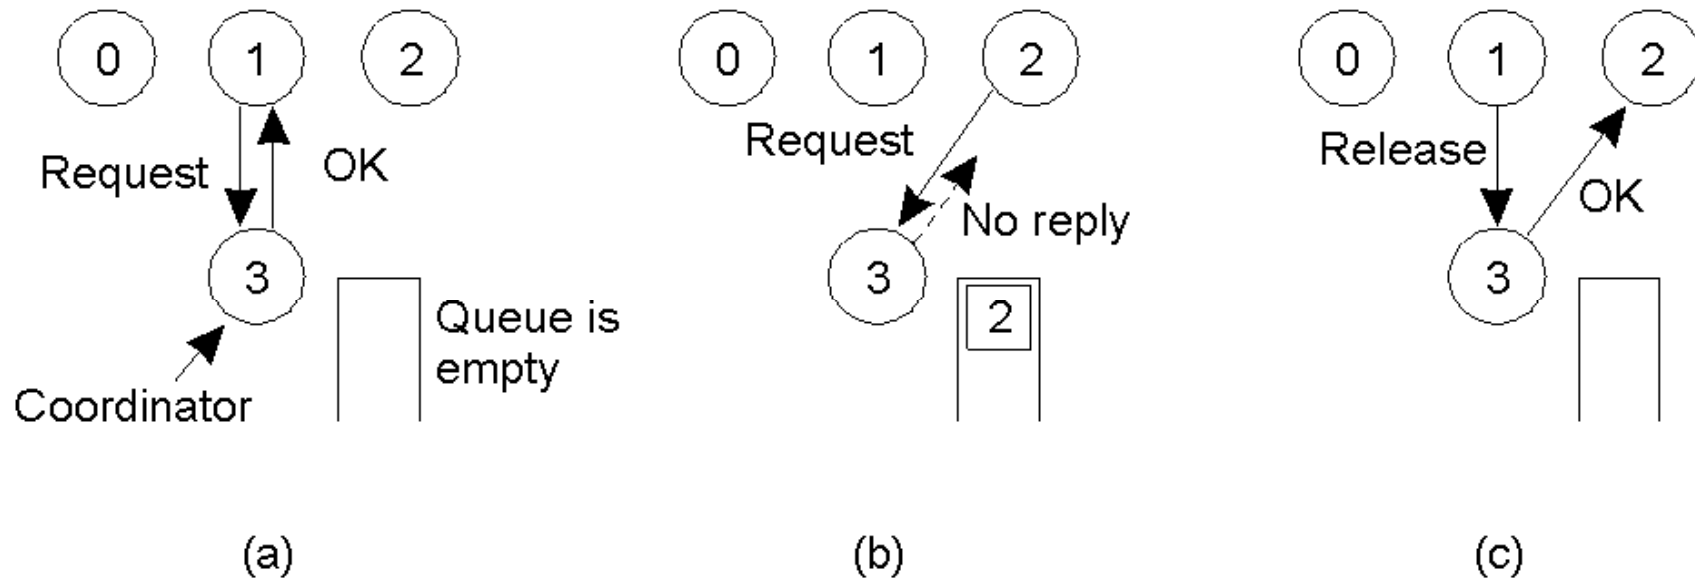 0 1 2
Request
OK
3
Queue is
empty
Coordinator
(a)
0 1 2
Request
No reply
3
2
(b)
0 1 2
Release
OK
3
(c)